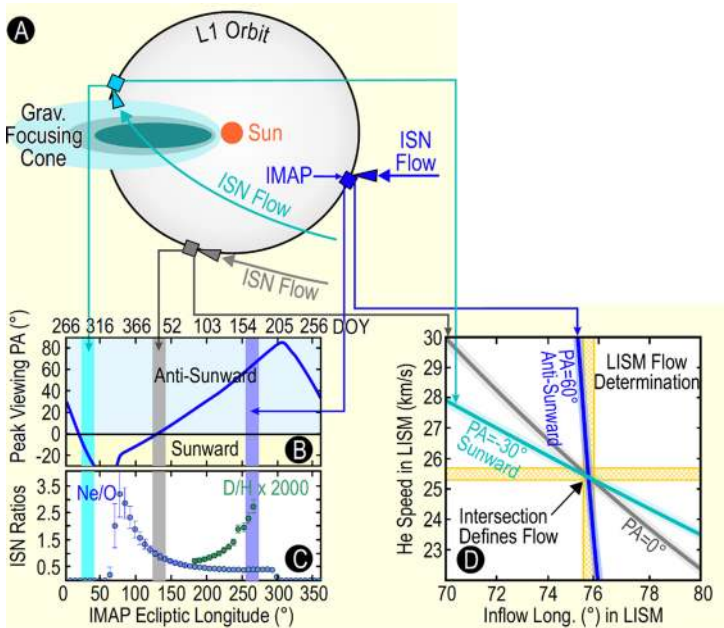 A
L1 Orbit
Grav.
Focusing
Cone
Sun
ISN
Flow
IMAP
ISN Flow
ISN Flow
266 316 366 52 103 154 205 256 DOY
Peak Viewing PA (°)
80
60
40
20
0
-20
Anti-Sunward
Sunward
B
ISN Ratios
3.5
2.5
1.5
0.5
Ne/O
D/H x 2000
C
0 50 100 150 200 250 300 350
IMAP Ecliptic Longitude (°)
He Speed in LISM (km/s)
30
29
28
27
26
25
24
23
22
PA=60°
Anti-Sunward
LISM Flow
Determination
PA=-30°
Sunward
Intersection
Defines Flow
PA=0°
D
70 72 74 76 78 80
Inflow Long. (°) in LISM